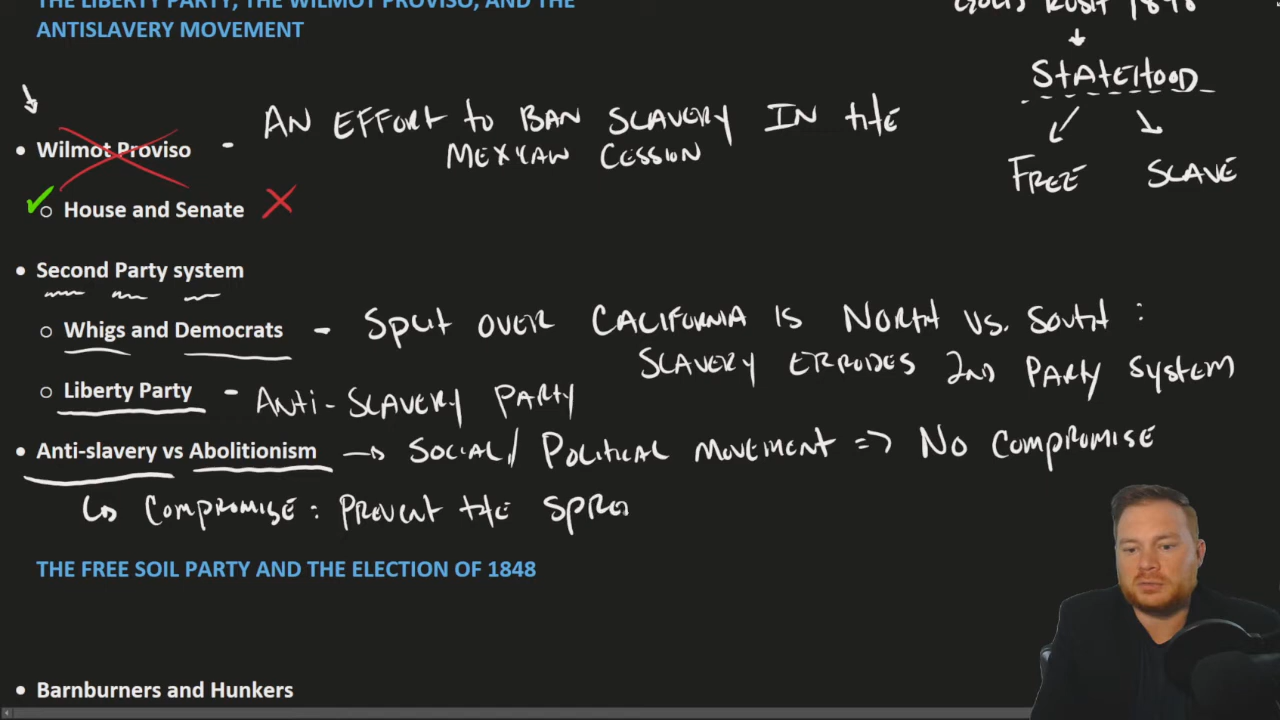 THE LIBERTY PARTY, THE WILMOT PROVISO, AND THE
ANTISLAVERY MOVEMENT
Gold Rush 1848
STATEHOOD
FREE SLAVE
• Wilmot Proviso - AN EFFORT to BAN SLAVERY IN tHE
MEXICAN CESSION
○ House and Senate
• Second Party system
○ Whigs and Democrats - Split OVER CALIFORNIA IS NORTH VS. SOUTH :
SLAVERY ERRODES 2ND PARTY SYSTEM
○ Liberty Party - ANTI-SLAVERY PARTY
• Anti-slavery vs Abolitionism → SOCIAL/POLITICAL MOVEMENT => NO COMPROMISE
↳ COMPROMISE : PREVENT tHE SPREA
THE FREE SOIL PARTY AND THE ELECTION OF 1848
• Barnburners and Hunkers